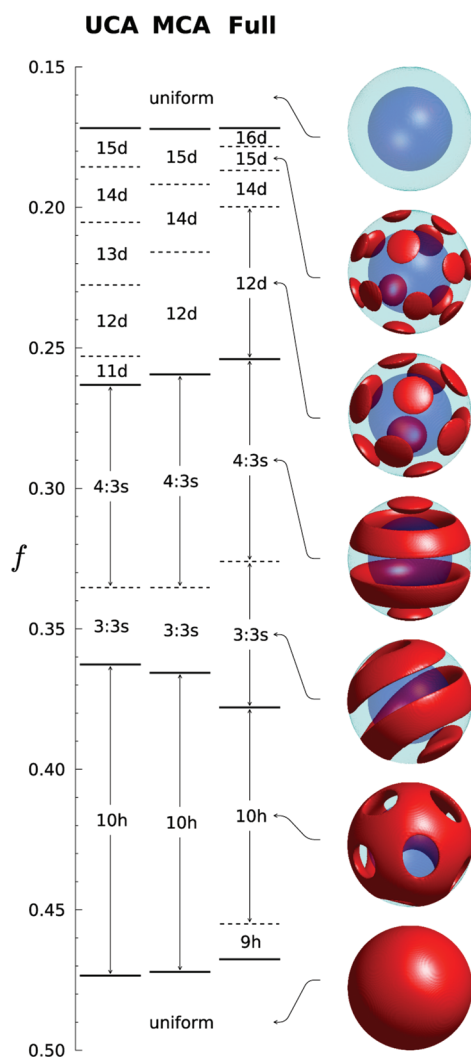 UCA MCA Full
0.15
uniform
16d
15d 15d 15d
14d
14d
0.20
14d
13d
12d
12d 12d
0.25
11d
4:3s
4:3s 4:3s
0.30
f
3:3s 3:3s
3:3s
0.35
0.40
10h 10h 10h
0.45
9h
uniform
0.50